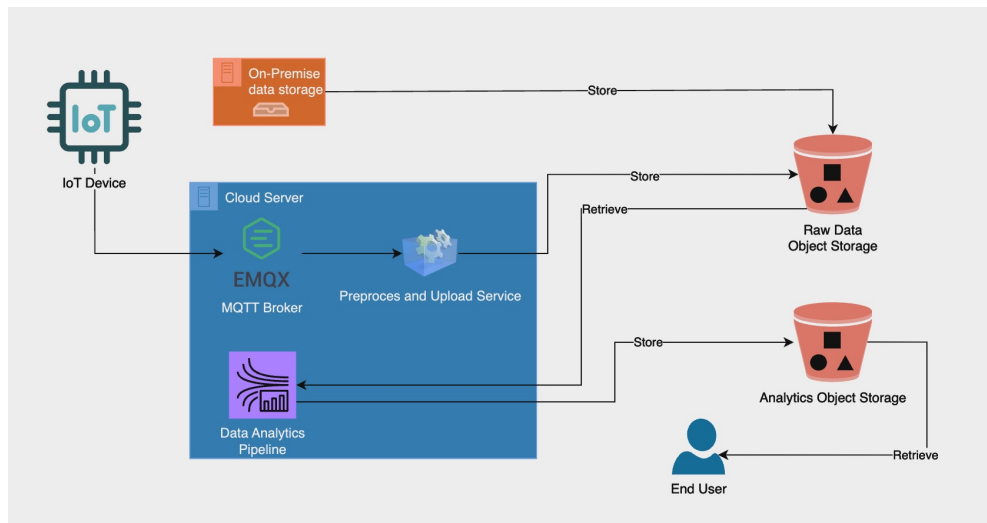 On-Premise
data storage
Store
IoT
IoT Device
Cloud Server
Store
Retrieve
Raw Data
Object Storage
EMQX
MQTT Broker
Preproces and Upload Service
Store
Analytics Object Storage
Data Analytics
Pipeline
Retrieve
End User